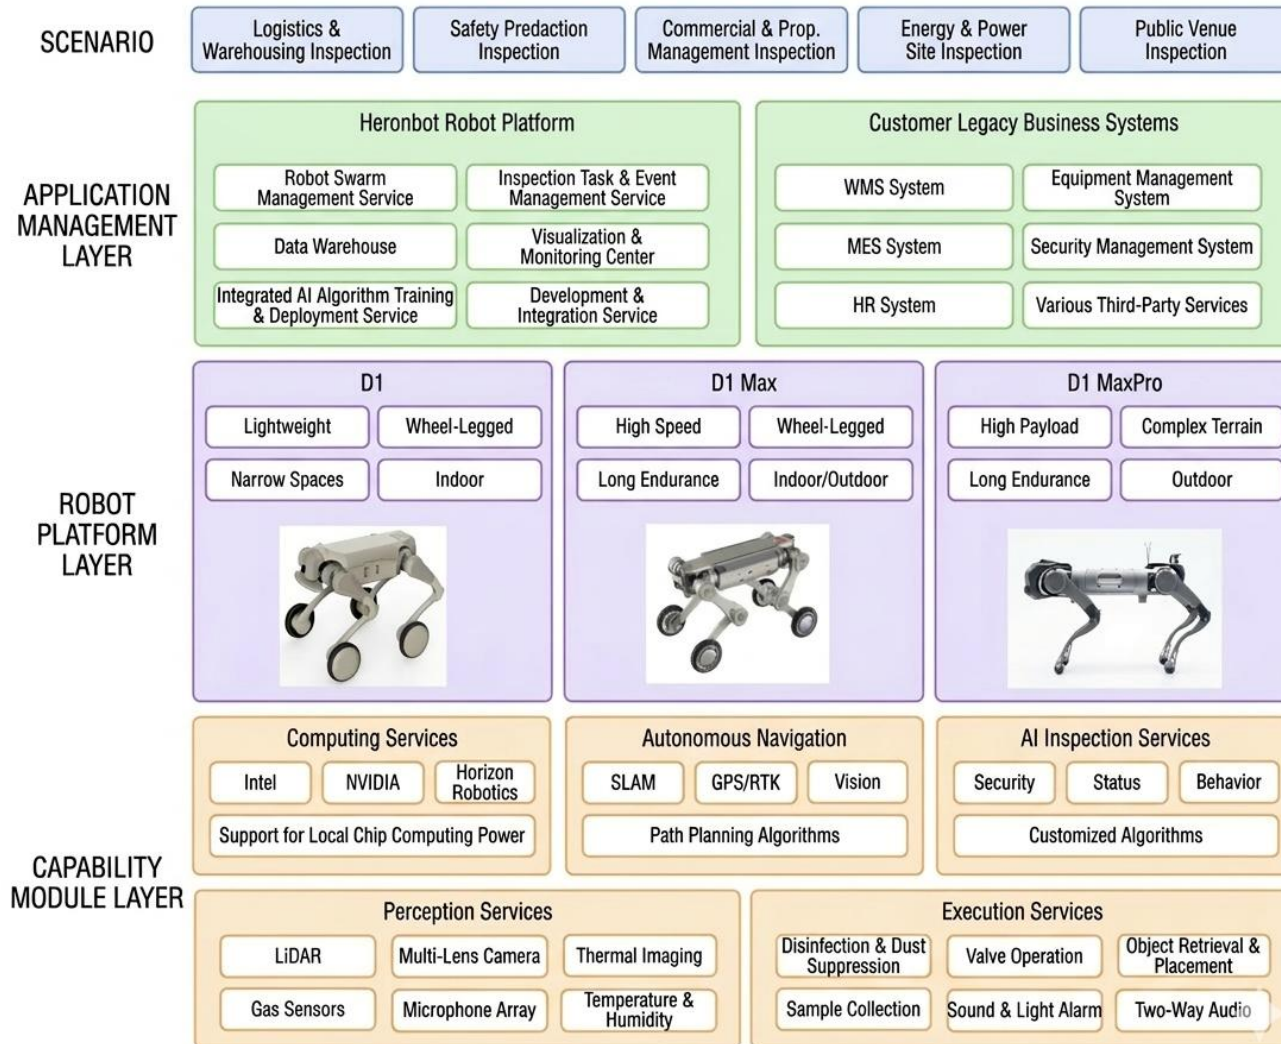 SCENARIO
Logistics &
Warehousing Inspection
Safety Predaction
Inspection
Commercial & Prop.
Management Inspection
Energy & Power
Site Inspection
Public Venue
Inspection
APPLICATION
MANAGEMENT
LAYER
Heronbot Robot Platform
Robot Swarm
Management Service
Inspection Task & Event
Management Service
Data Warehouse
Visualization &
Monitoring Center
Integrated AI Algorithm Training
& Deployment Service
Development &
Integration Service
Customer Legacy Business Systems
WMS System
Equipment Management
System
MES System
Security Management System
HR System
Various Third-Party Services
ROBOT
PLATFORM
LAYER
D1
Lightweight
Wheel-Legged
Narrow Spaces
Indoor
D1 Max
High Speed
Wheel-Legged
Long Endurance
Indoor/Outdoor
D1 MaxPro
High Payload
Complex Terrain
Long Endurance
Outdoor
CAPABILITY
MODULE LAYER
Computing Services
Intel
NVIDIA
Horizon
Robotics
Support for Local Chip Computing Power
Autonomous Navigation
SLAM
GPS/RTK
Vision
Path Planning Algorithms
AI Inspection Services
Security
Status
Behavior
Customized Algorithms
Perception Services
LiDAR
Multi-Lens Camera
Thermal Imaging
Gas Sensors
Microphone Array
Temperature &
Humidity
Execution Services
Disinfection & Dust
Suppression
Valve Operation
Object Retrieval &
Placement
Sample Collection
Sound & Light Alarm
Two-Way Audio